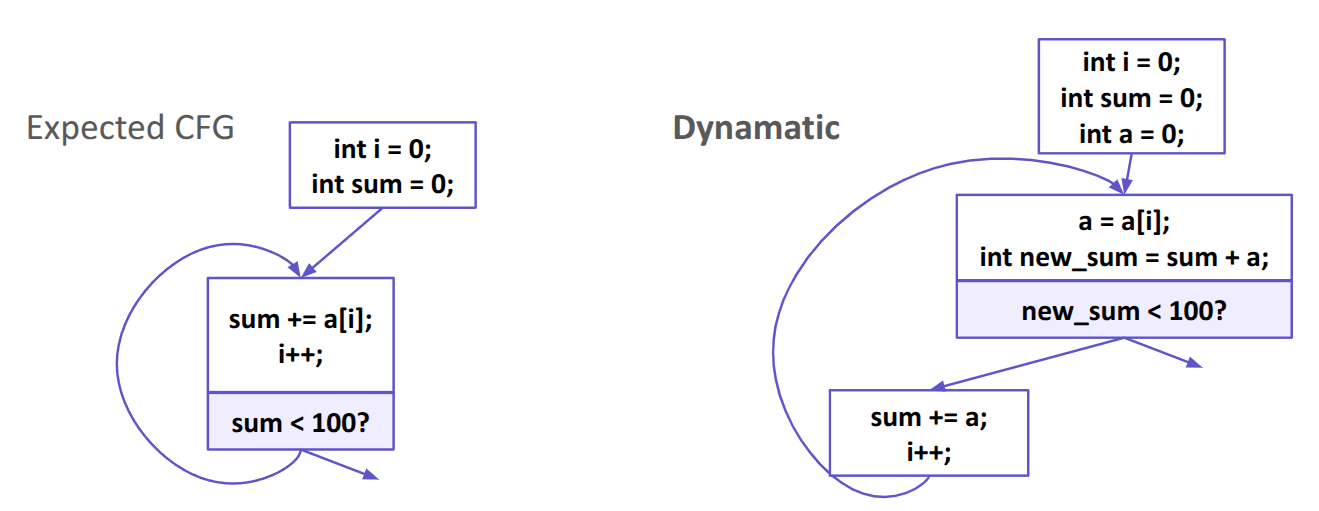 Expected CFG
int i = 0;
int sum = 0;
sum += a[i];
i++;
sum < 100?
Dynamatic
int i = 0;
int sum = 0;
int a = 0;
a = a[i];
int new_sum = sum + a;
new_sum < 100?
sum += a;
i++;